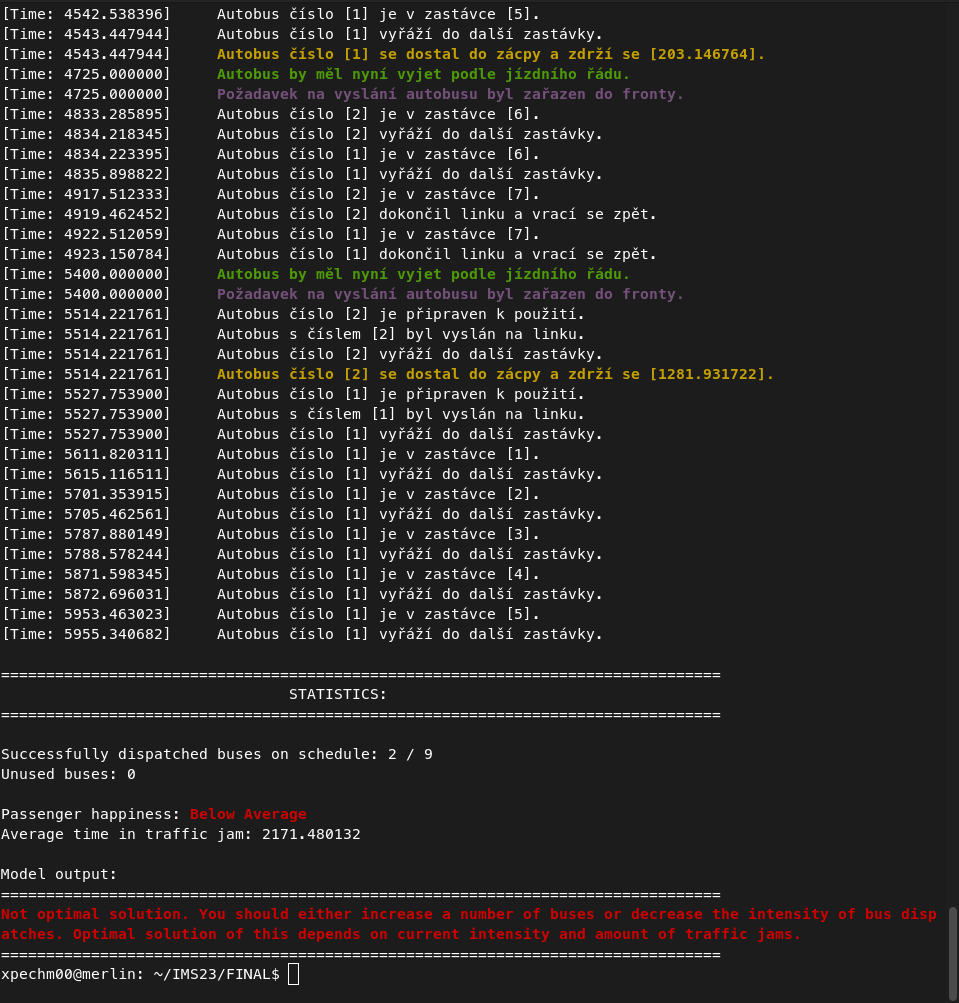 [Time: 4542.538396]     Autobus číslo [1] je v zastávce [5].
[Time: 4543.447944]     Autobus číslo [1] vyřáží do další zastávky.
[Time: 4543.447944]     Autobus číslo [1] se dostal do zácpy a zdrží se [203.146764].
[Time: 4725.000000]     Autobus by měl nyní vyjet podle jízdního řádu.
[Time: 4725.000000]     Požadavek na vyslání autobusu byl zařazen do fronty.
[Time: 4833.285895]     Autobus číslo [2] je v zastávce [6].
[Time: 4834.218345]     Autobus číslo [2] vyřáží do další zastávky.
[Time: 4834.223395]     Autobus číslo [1] je v zastávce [6].
[Time: 4835.898822]     Autobus číslo [1] vyřáží do další zastávky.
[Time: 4917.512333]     Autobus číslo [2] je v zastávce [7].
[Time: 4919.462452]     Autobus číslo [2] dokončil linku a vrací se zpět.
[Time: 4922.512059]     Autobus číslo [1] je v zastávce [7].
[Time: 4923.150784]     Autobus číslo [1] dokončil linku a vrací se zpět.
[Time: 5400.000000]     Autobus by měl nyní vyjet podle jízdního řádu.
[Time: 5400.000000]     Požadavek na vyslání autobusu byl zařazen do fronty.
[Time: 5514.221761]     Autobus číslo [2] je připraven k použití.
[Time: 5514.221761]     Autobus s číslem [2] byl vyslán na linku.
[Time: 5514.221761]     Autobus číslo [2] vyřáží do další zastávky.
[Time: 5514.221761]     Autobus číslo [2] se dostal do zácpy a zdrží se [1281.931722].
[Time: 5527.753900]     Autobus číslo [1] je připraven k použití.
[Time: 5527.753900]     Autobus s číslem [1] byl vyslán na linku.
[Time: 5527.753900]     Autobus číslo [1] vyřáží do další zastávky.
[Time: 5611.820311]     Autobus číslo [1] je v zastávce [1].
[Time: 5615.116511]     Autobus číslo [1] vyřáží do další zastávky.
[Time: 5701.353915]     Autobus číslo [1] je v zastávce [2].
[Time: 5705.462561]     Autobus číslo [1] vyřáží do další zastávky.
[Time: 5787.880149]     Autobus číslo [1] je v zastávce [3].
[Time: 5788.578244]     Autobus číslo [1] vyřáží do další zastávky.
[Time: 5871.598345]     Autobus číslo [1] je v zastávce [4].
[Time: 5872.696031]     Autobus číslo [1] vyřáží do další zastávky.
[Time: 5953.463023]     Autobus číslo [1] je v zastávce [5].
[Time: 5955.340682]     Autobus číslo [1] vyřáží do další zastávky.
================================================================================
STATISTICS:
================================================================================
Successfully dispatched buses on schedule: 2 / 9
Unused buses: 0
Passenger happiness: Below Average
Average time in traffic jam: 2171.480132
Model output:
================================================================================
Not optimal solution. You should either increase a number of buses or decrease the intensity of bus disp
atches. Optimal solution of this depends on current intensity and amount of traffic jams.
================================================================================
xpechm00@merlin: ~/IMS23/FINAL$